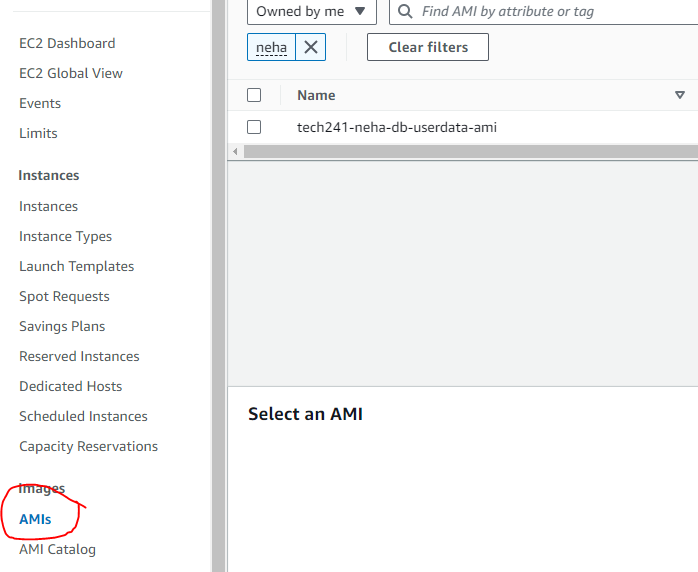 EC2 Dashboard
EC2 Global View
Events
Limits
Instances
Instances
Instance Types
Launch Templates
Spot Requests
Savings Plans
Reserved Instances
Dedicated Hosts
Scheduled Instances
Capacity Reservations
Images
AMIs
AMI Catalog
Owned by me
Find AMI by attribute or tag
neha
Clear filters
Name
tech241-neha-db-userdata-ami
Select an AMI